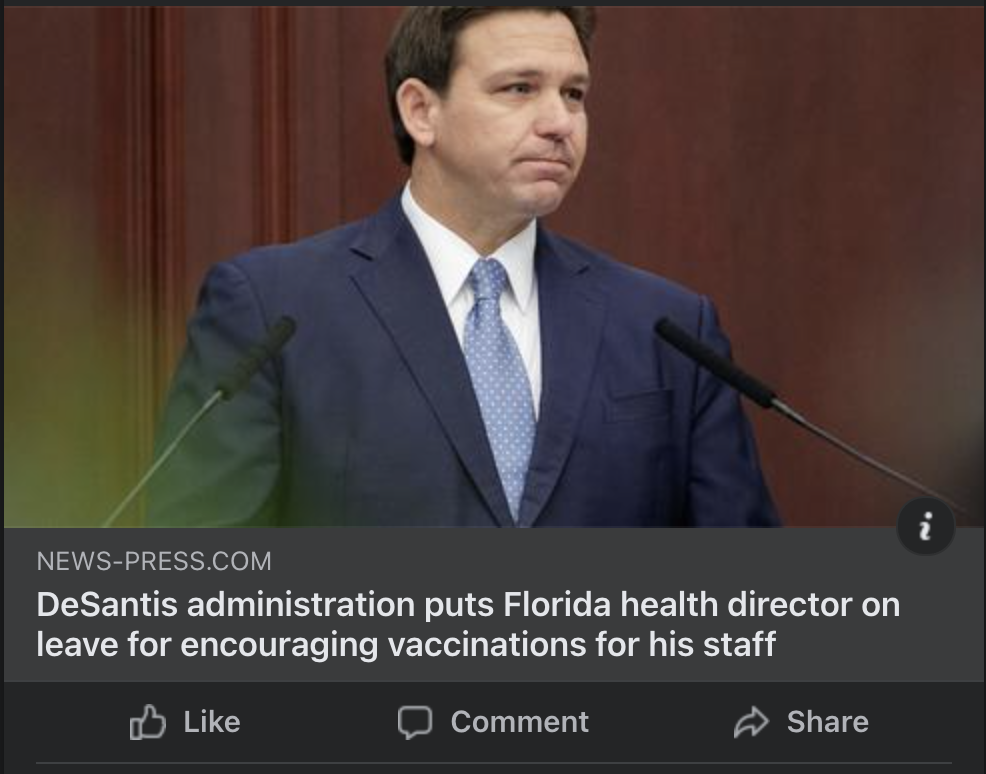 NEWS-PRESS.COM
DeSantis administration puts Florida health director on
leave for encouraging vaccinations for his staff
Like
Comment
Share